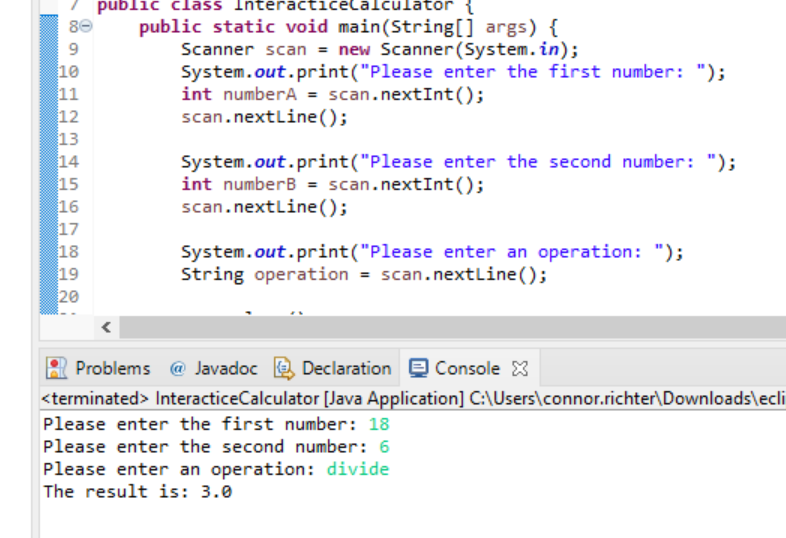 7 public class InteracticeCalculator {
8 public static void main(String[] args) {
9 Scanner scan = new Scanner(System.in);
10 System.out.print("Please enter the first number: ");
11 int numberA = scan.nextInt();
12 scan.nextLine();
13
14 System.out.print("Please enter the second number: ");
15 int numberB = scan.nextInt();
16 scan.nextLine();
17
18 System.out.print("Please enter an operation: ");
19 String operation = scan.nextLine();
20
Problems @ Javadoc Declaration Console
<terminated> InteracticeCalculator [Java Application] C:\Users\connor.richter\Downloads\ecli
Please enter the first number: 18
Please enter the second number: 6
Please enter an operation: divide
The result is: 3.0